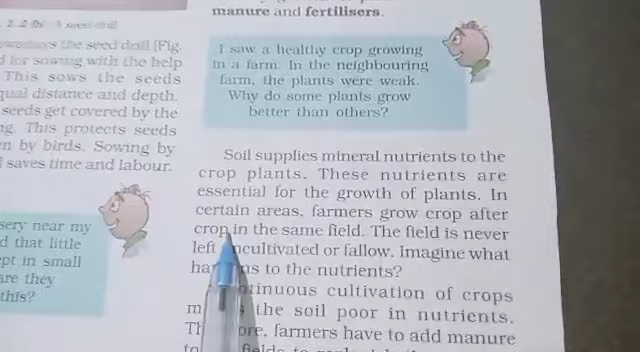 nowadays the seed drill [Fig.
for sowing with the help
This sows the seeds
equal distance and depth.
seeds get covered by the
This protects seeds
by birds. Sowing by
saves time and labour.
near my
that little
in small
are they
this?
manure and fertilisers.
I saw a healthy crop growing
in a farm. In the neighbouring
farm, the plants were weak.
Why do some plants grow
better than others?
Soil supplies mineral nutrients to the
crop plants. These nutrients are
essential for the growth of plants. In
certain areas, farmers grow crop after
crop in the same field. The field is never
left uncultivated or fallow. Imagine what
happens to the nutrients?
Continuous cultivation of crops
the soil poor in nutrients.
farmers have to add manure
to